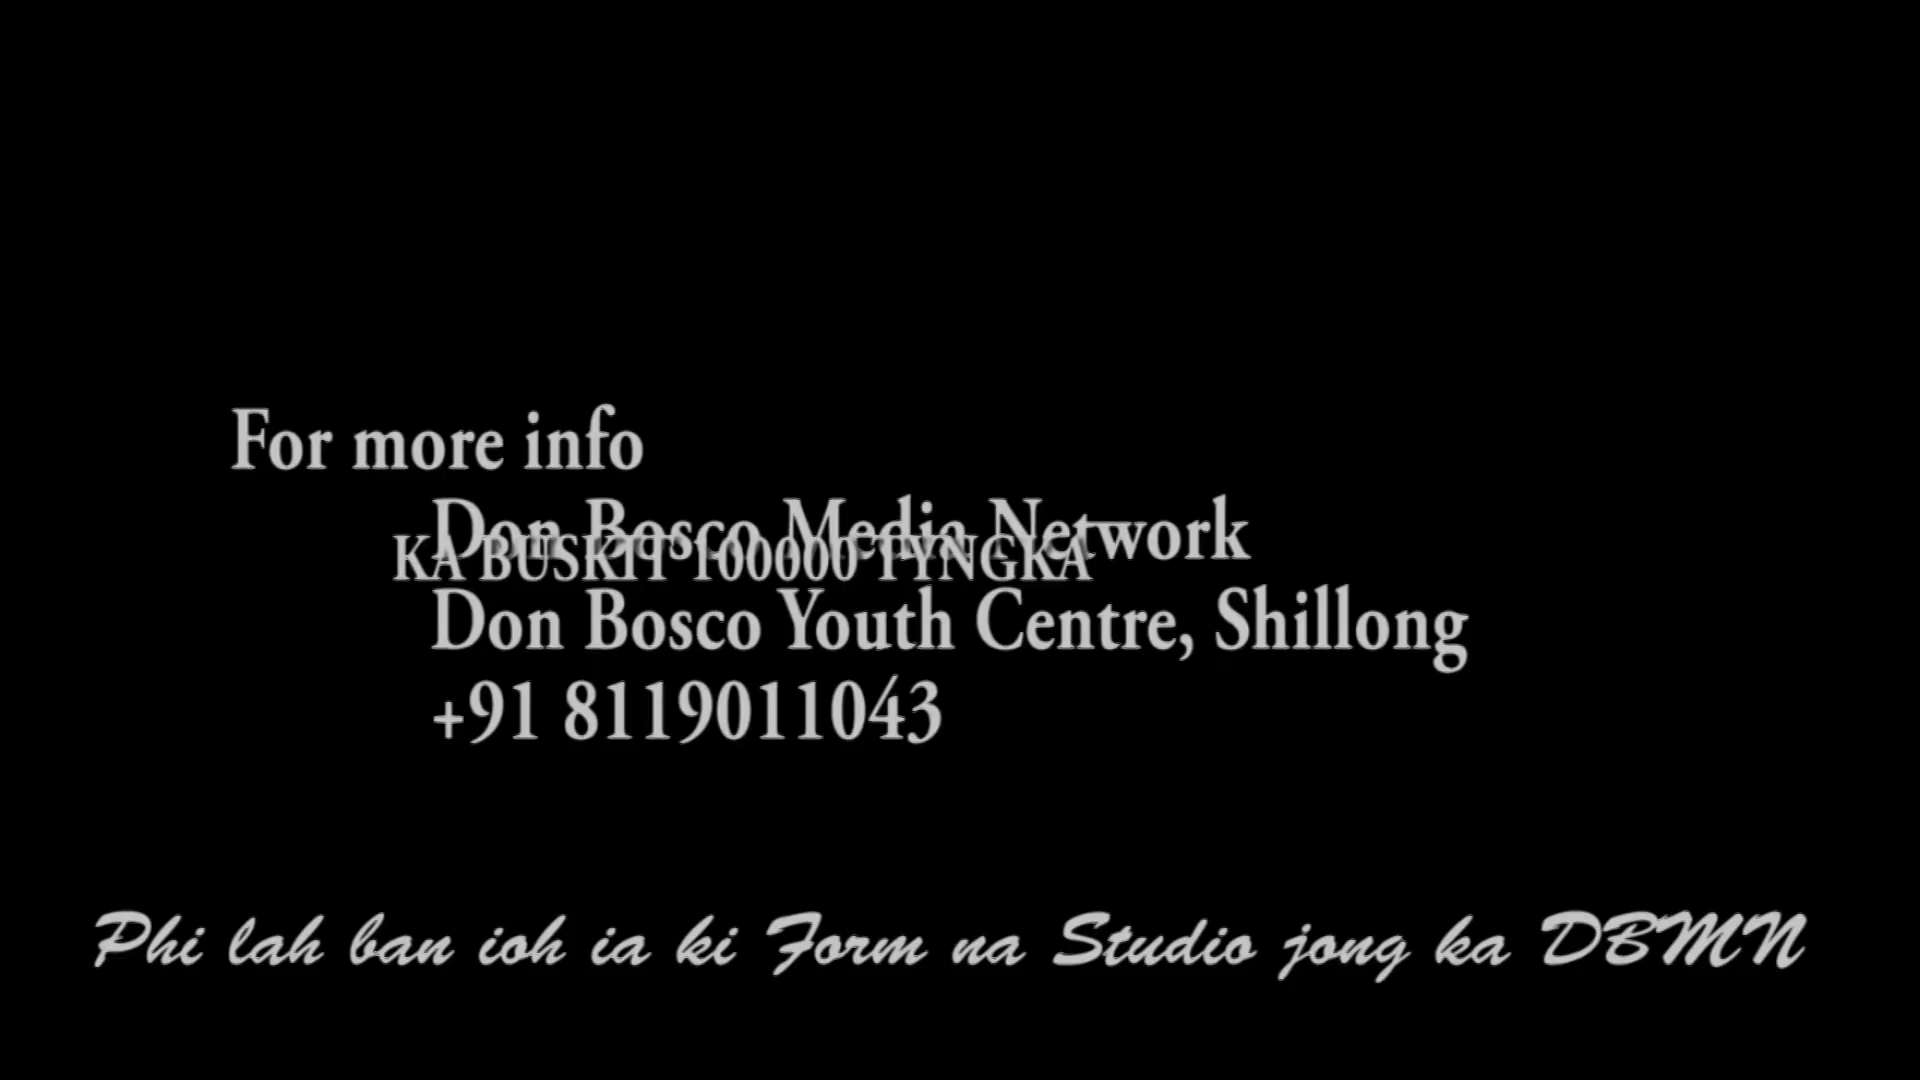 For more info
Don Bosco Media Network
KA BUSKIT 100000 TYNGKA
Don Bosco Youth Centre, Shillong
+91 8119011043
Phi lah ban ioh ia ki Form na Studio jong ka DBMN